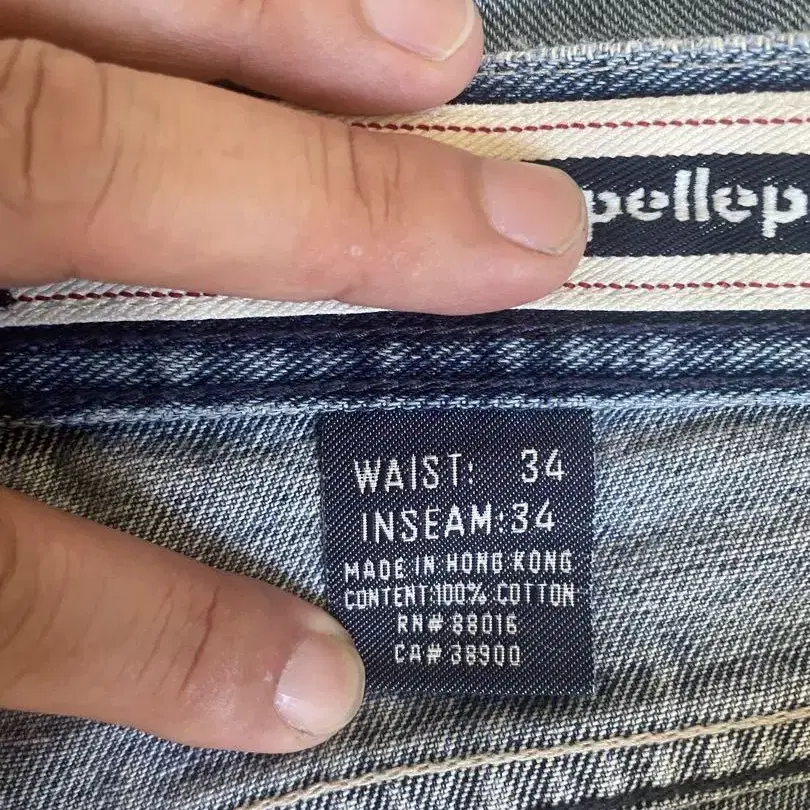 pellep
WAIST: 34
INSEAM:34
MADE IN HONG KONG
CONTENT:100% COTTON
RN# 88016
CA# 38900